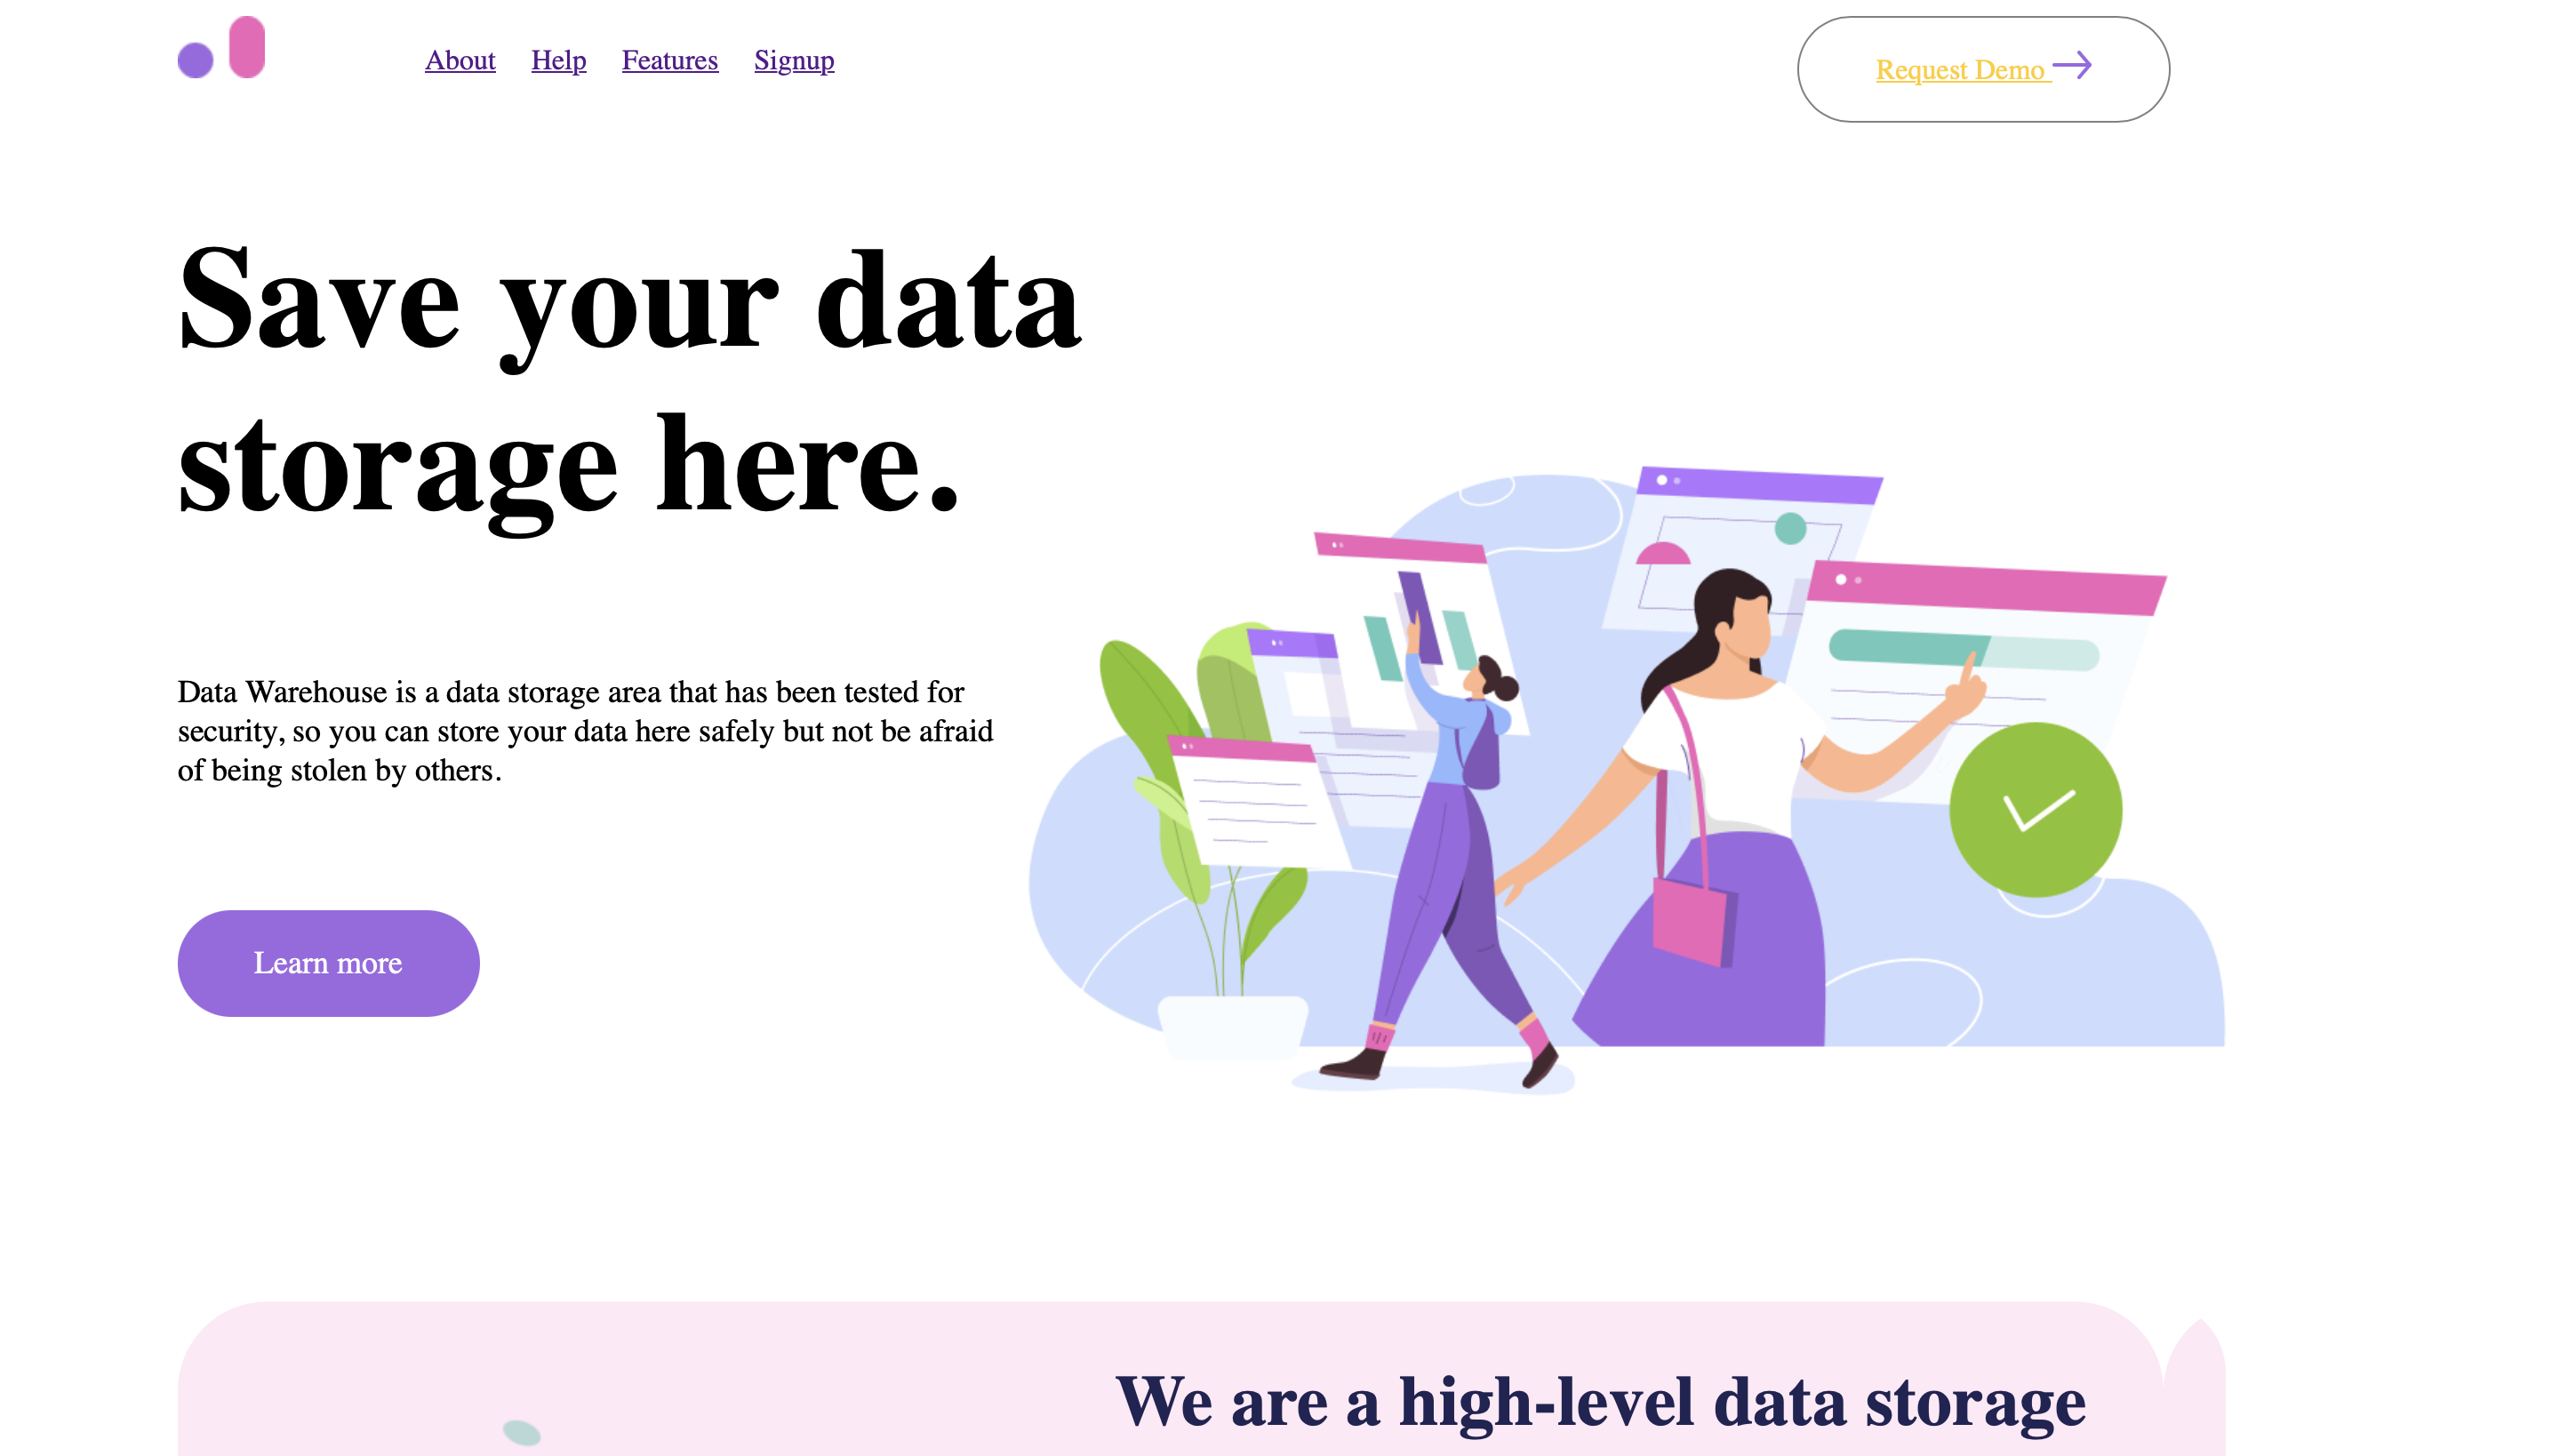 About Help Features Signup
Request Demo
Save your data
storage here.
Data Warehouse is a data storage area that has been tested for
security, so you can store your data here safely but not be afraid
of being stolen by others.
Learn more
We are a high-level data storage